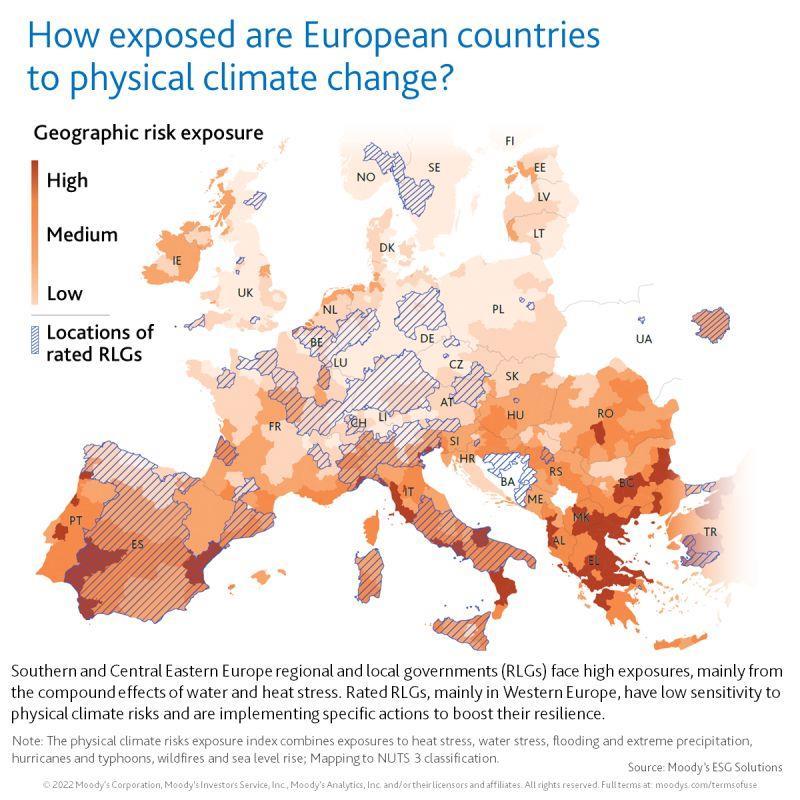 How exposed are European countries
to physical climate change?
Geographic risk exposure
High
Medium
Low
Locations of
rated RLGs
FI
NO
SE
EE
LV
LT
DK
IE
UK
NL
PL
BE
DE
UA
LU
CZ
SK
AT
FR
CH
LI
HU
RO
SI
HR
BA
RS
ME
BG
IT
PT
ES
MK
AL
EL
TR
Southern and Central Eastern Europe regional and local governments (RLGs) face high exposures, mainly from
the compound effects of water and heat stress. Rated RLGs, mainly in Western Europe, have low sensitivity to
physical climate risks and are implementing specific actions to boost their resilience.
Note: The physical climate risks exposure index combines exposures to heat stress, water stress, flooding and extreme precipitation,
hurricanes and typhoons, wildfires and sea level rise; Mapping to NUTS 3 classification.
Source: Moody's ESG Solutions
© 2022 Moody's Corporation, Moody's Investors Service, Inc., Moody's Analytics, Inc. and/or their licensors and affiliates. All rights reserved. Full terms at: moodys.com/termsofuse